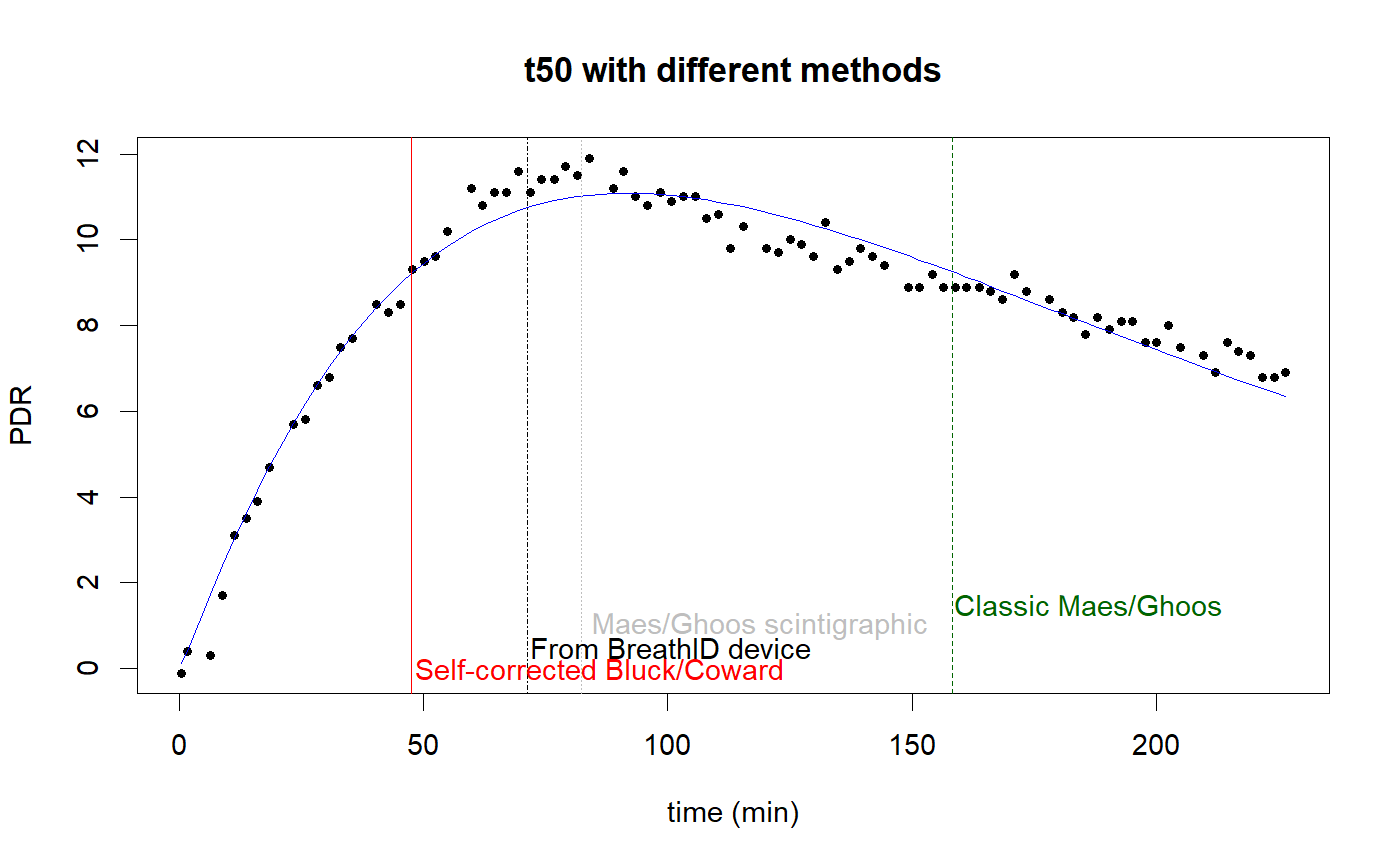 t50 with different methods
12
10
8
6
4
2
0
PDR
Classic Maes/Ghoos
Maes/Ghoos scintigraphic
From BreathID device
Self-corrected Bluck/Coward
0 50 100 150 200
time (min)